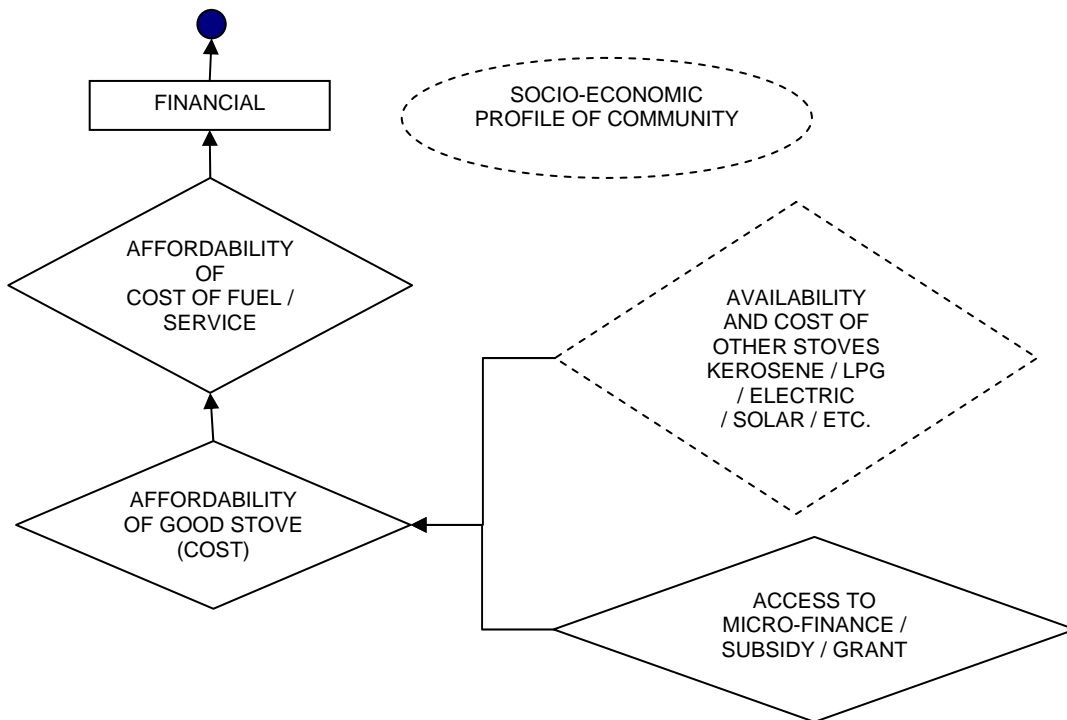 FINANCIAL
SOCIO-ECONOMIC
PROFILE OF COMMUNITY
AFFORDABILITY
OF
COST OF FUEL /
SERVICE
AVAILABILITY
AND COST OF
OTHER STOVES
KEROSENE / LPG
/ ELECTRIC
/ SOLAR / ETC.
AFFORDABILITY
OF GOOD STOVE
(COST)
ACCESS TO
MICRO-FINANCE /
SUBSIDY / GRANT